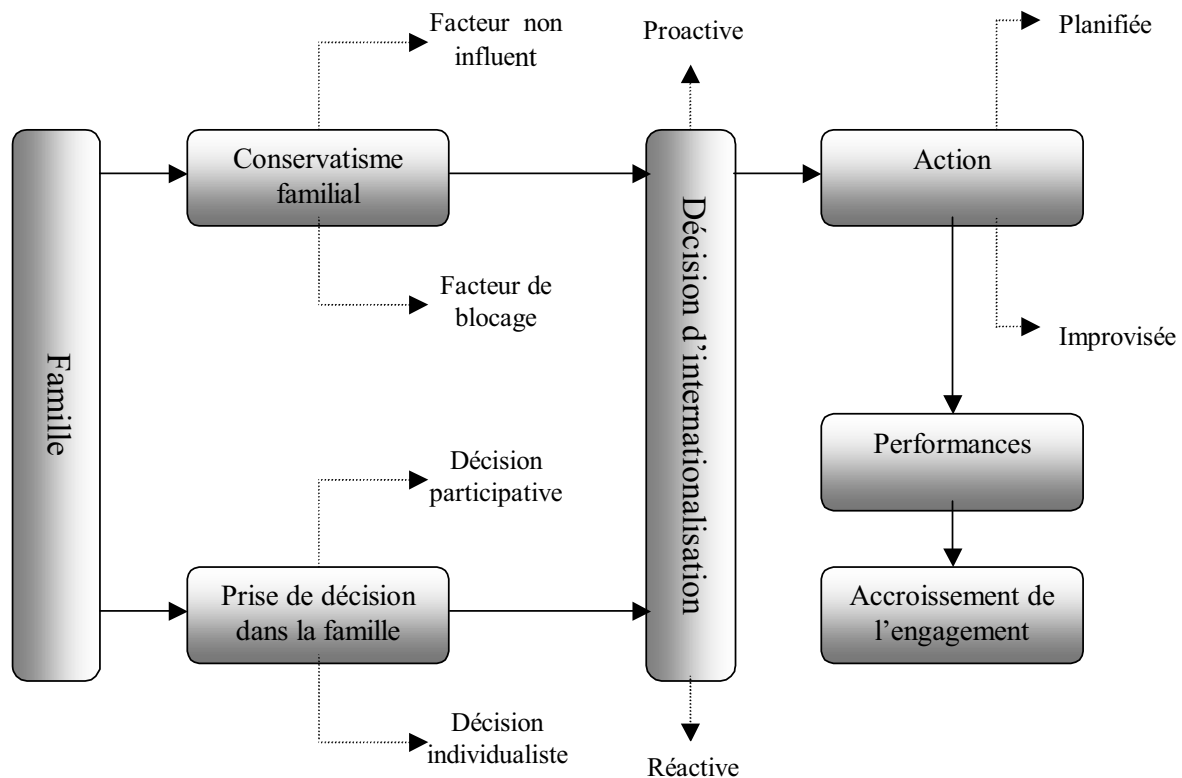 Facteur non
influent
Proactive
Planifiée
Conservatisme
familial
Action
Facteur de
blocage
Famille
Décision d’internationalisation
Improvisée
Performances
Décision
participative
Prise de décision
dans la famille
Accroissement de
l’engagement
Décision
individualiste
Réactive